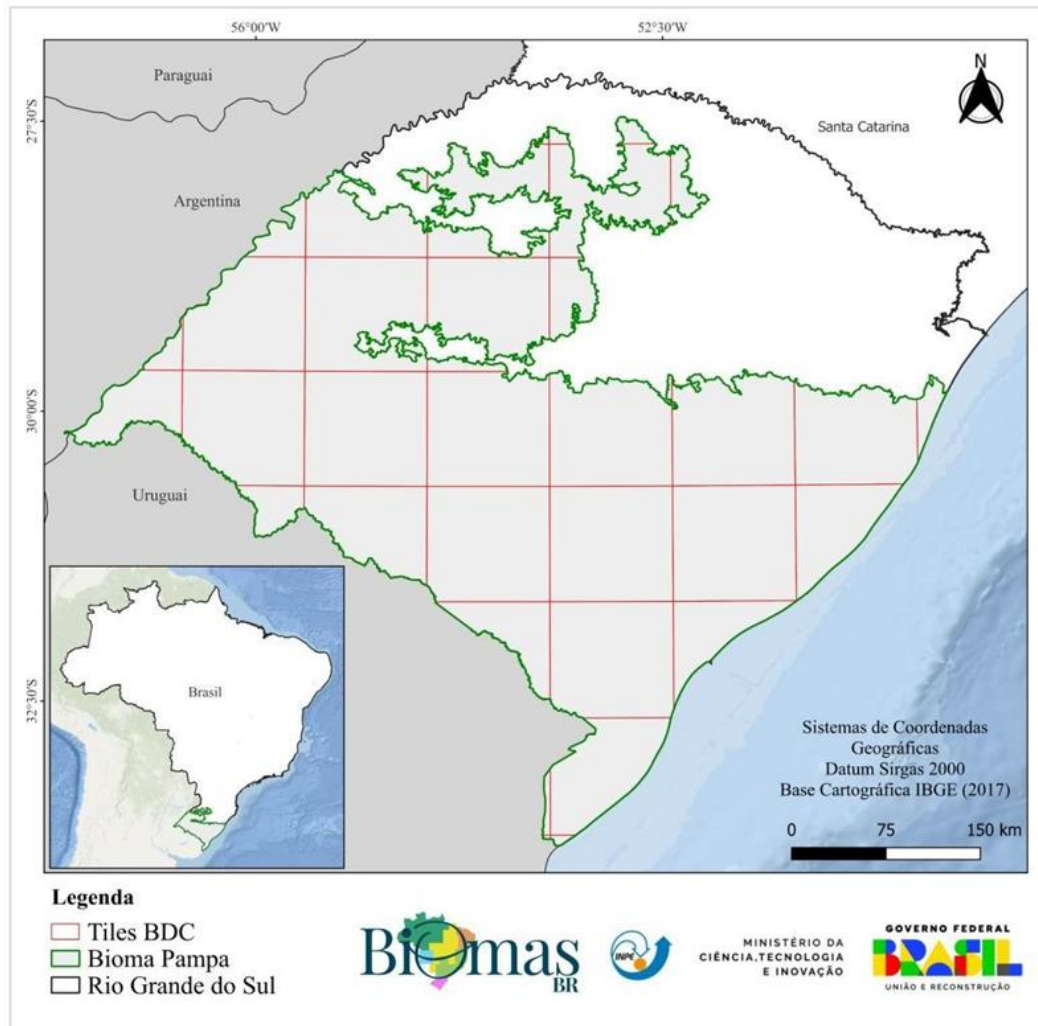 56°00'W
52°30'W
Paraguai
N
27°30'S
Santa Catarina
Argentina
30°00'S
Uruguai
Brasil
32°30'S
Sistemas de Coordenadas
Geográficas
Datum Sirgas 2000
Base Cartográfica IBGE (2017)
0 75 150 km
Legenda
Tiles BDC
Bioma Pampa
Rio Grande do Sul
Biomas
BR
INPE
MINISTÉRIO DA
CIÊNCIA,TECNOLOGIA
E INOVAÇÃO
GOVERNO FEDERAL
BRASIL
UNIÃO E RECONSTRUÇÃO